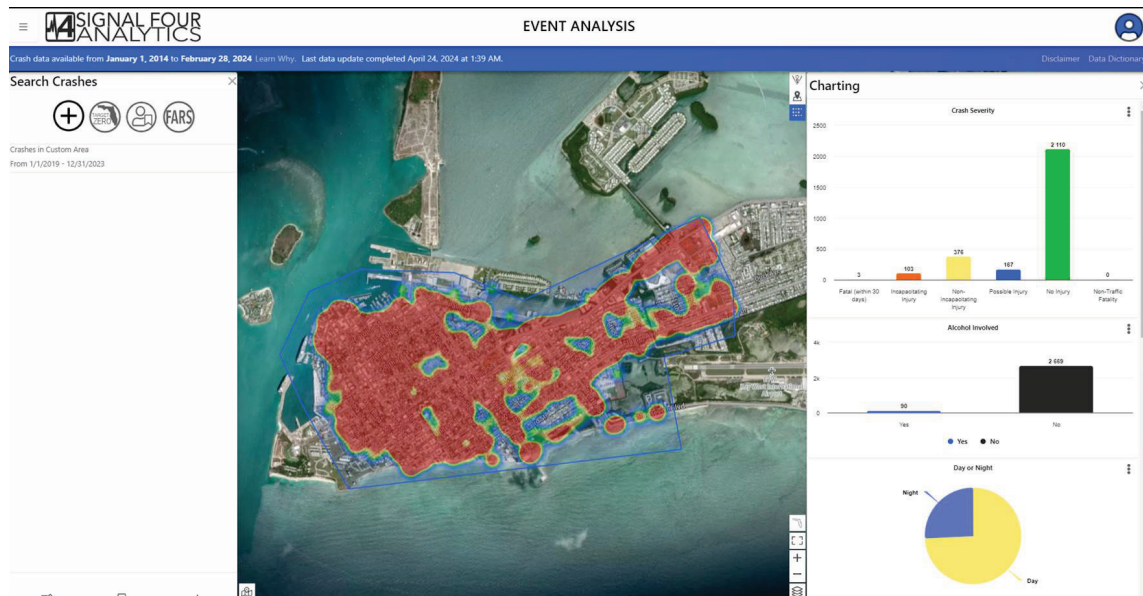 SIGNAL FOUR
ANALYTICS
EVENT ANALYSIS
Crash data available from January 1, 2014 to February 28, 2024 Learn Why. Last data update completed April 24, 2024 at 1:39 AM.
Disclaimer Data Dictionary
Search Crashes
TARGET
ZERO
FARS
Crashes in Custom Area
From 1/1/2019 - 12/31/2023
Charting
Crash Severity
2500
2000
1500
1000
500
0
3
103
376
167
2 110
0
Fatal (within 30
days)
Incapacitating
Injury
Non-
Incapacitating
Injury
Possible Injury
No Injury
Non-Traffic
Fatality
Alcohol Involved
4k
2k
0
90
2 669
Yes
No
Yes No
Day or Night
Night
Day
International
Airport